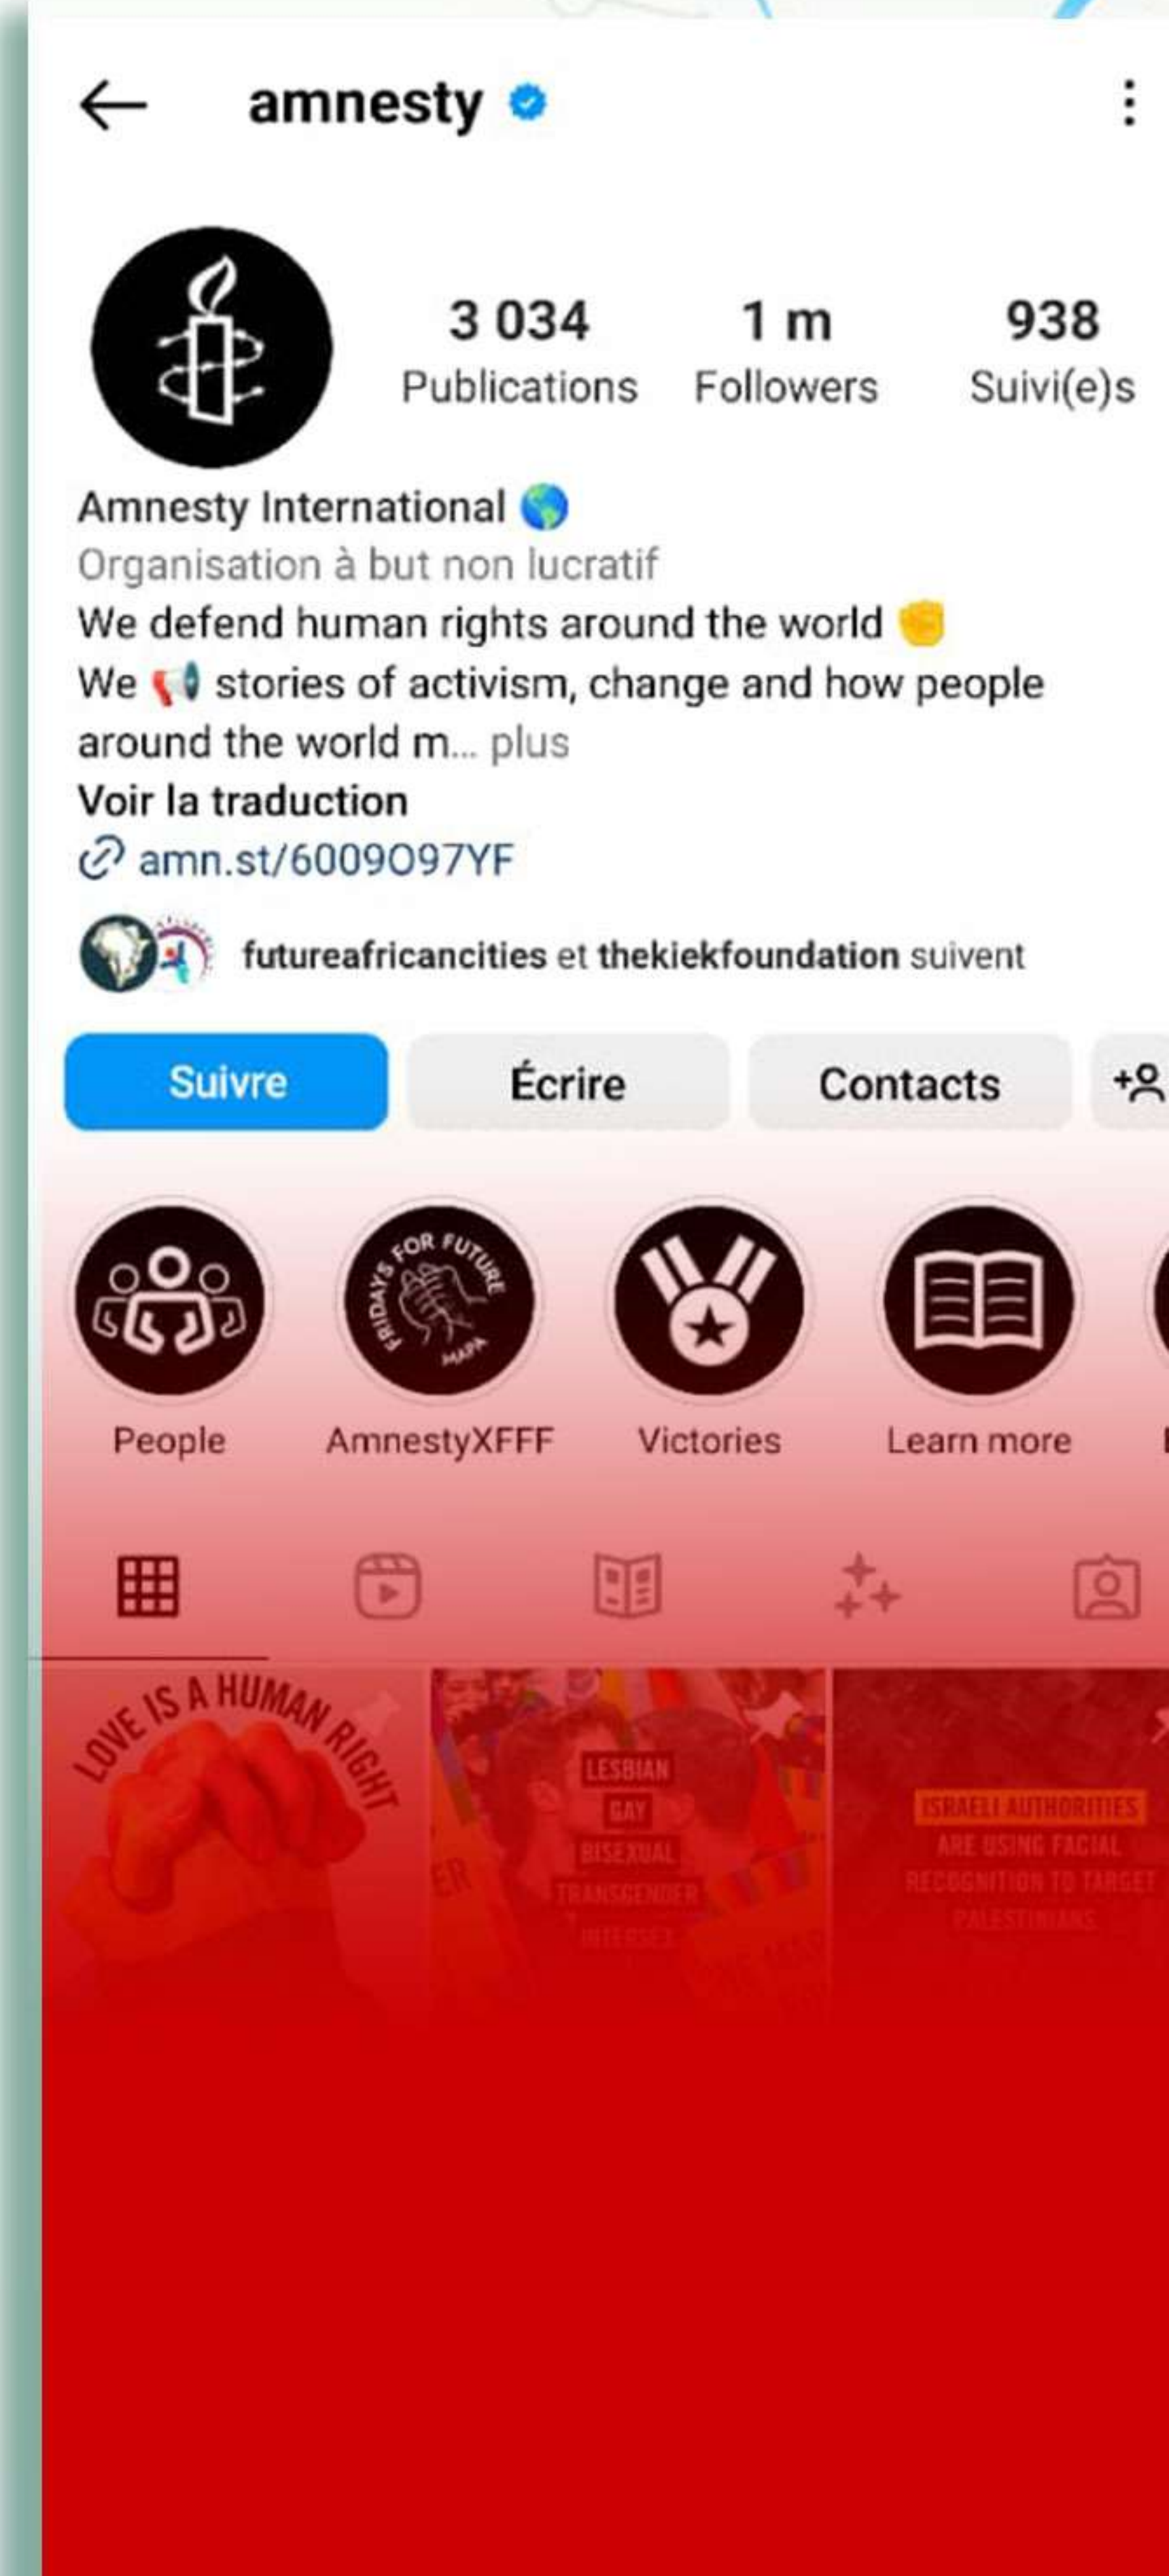 amnesty
3 034 1 m 938
Publications Followers Suivi(e)s
Amnesty International
Organisation à but non lucratif
We defend human rights around the world
We stories of activism, change and how people
around the world m... plus
Voir la traduction
amn.st/6009O97YF
futureafricancities et thekiekfoundation suivent
Suivre Écrire Contacts
FRIDAYS FOR FUTURE
MAPA
People AmnestyXFFF Victories Learn more
LOVE IS A HUMAN RIGHT
LESBIAN
GAY
BISEXUAL
TRANSGENDER
INTERSEX
ER
ISRAELI AUTHORITIES
ARE USING FACIAL
RECOGNITION TO TARGET
PALESTINIANS